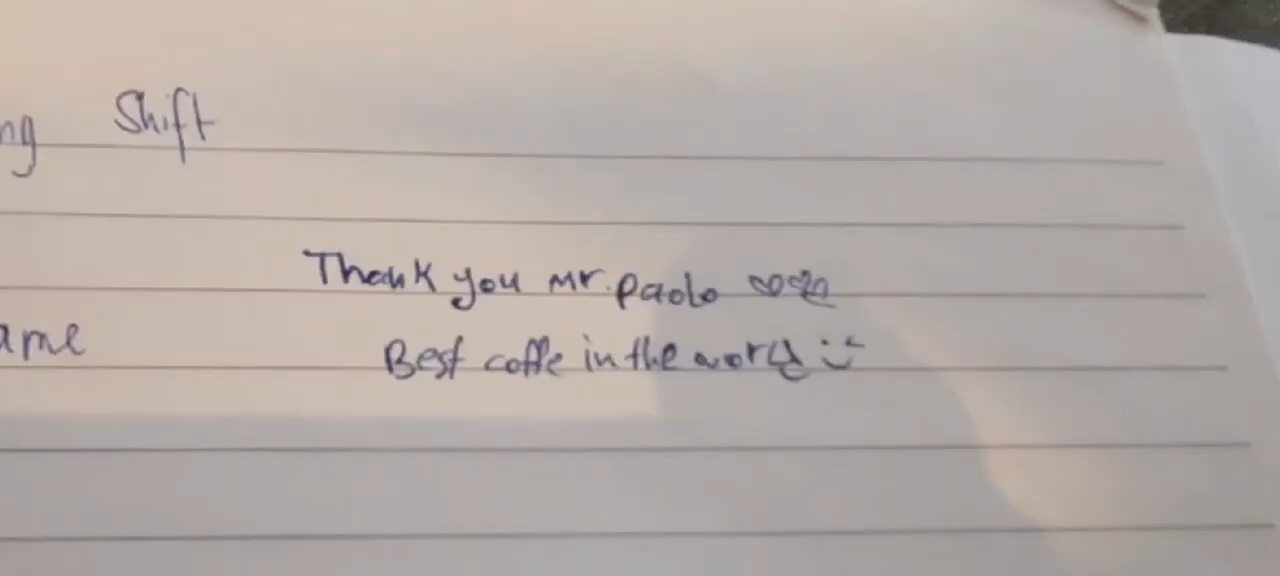 ng Shift
Thank you Mr. Paolo ♡♡
ame
Best coffe in the world :)